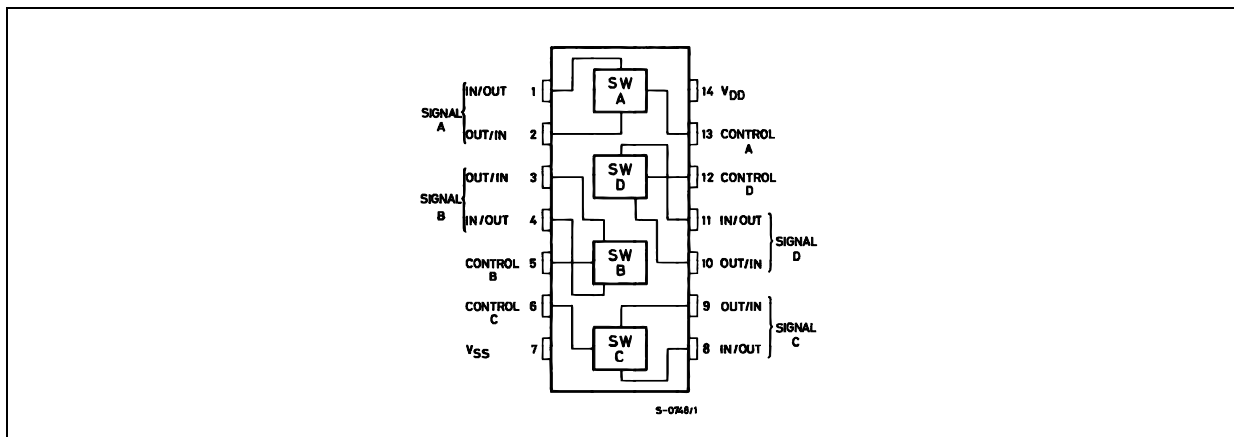 IN/OUT 1
SIGNAL
A
OUT/IN 2
OUT/IN 3
SIGNAL
B
IN/OUT 4
CONTROL 5
B
CONTROL 6
C
VSS 7
SW
A
SW
D
SW
B
SW
C
14 VDD
13 CONTROL
A
12 CONTROL
D
11 IN/OUT
SIGNAL
D
10 OUT/IN
9 OUT/IN
SIGNAL
C
8 IN/OUT
S-0748/1